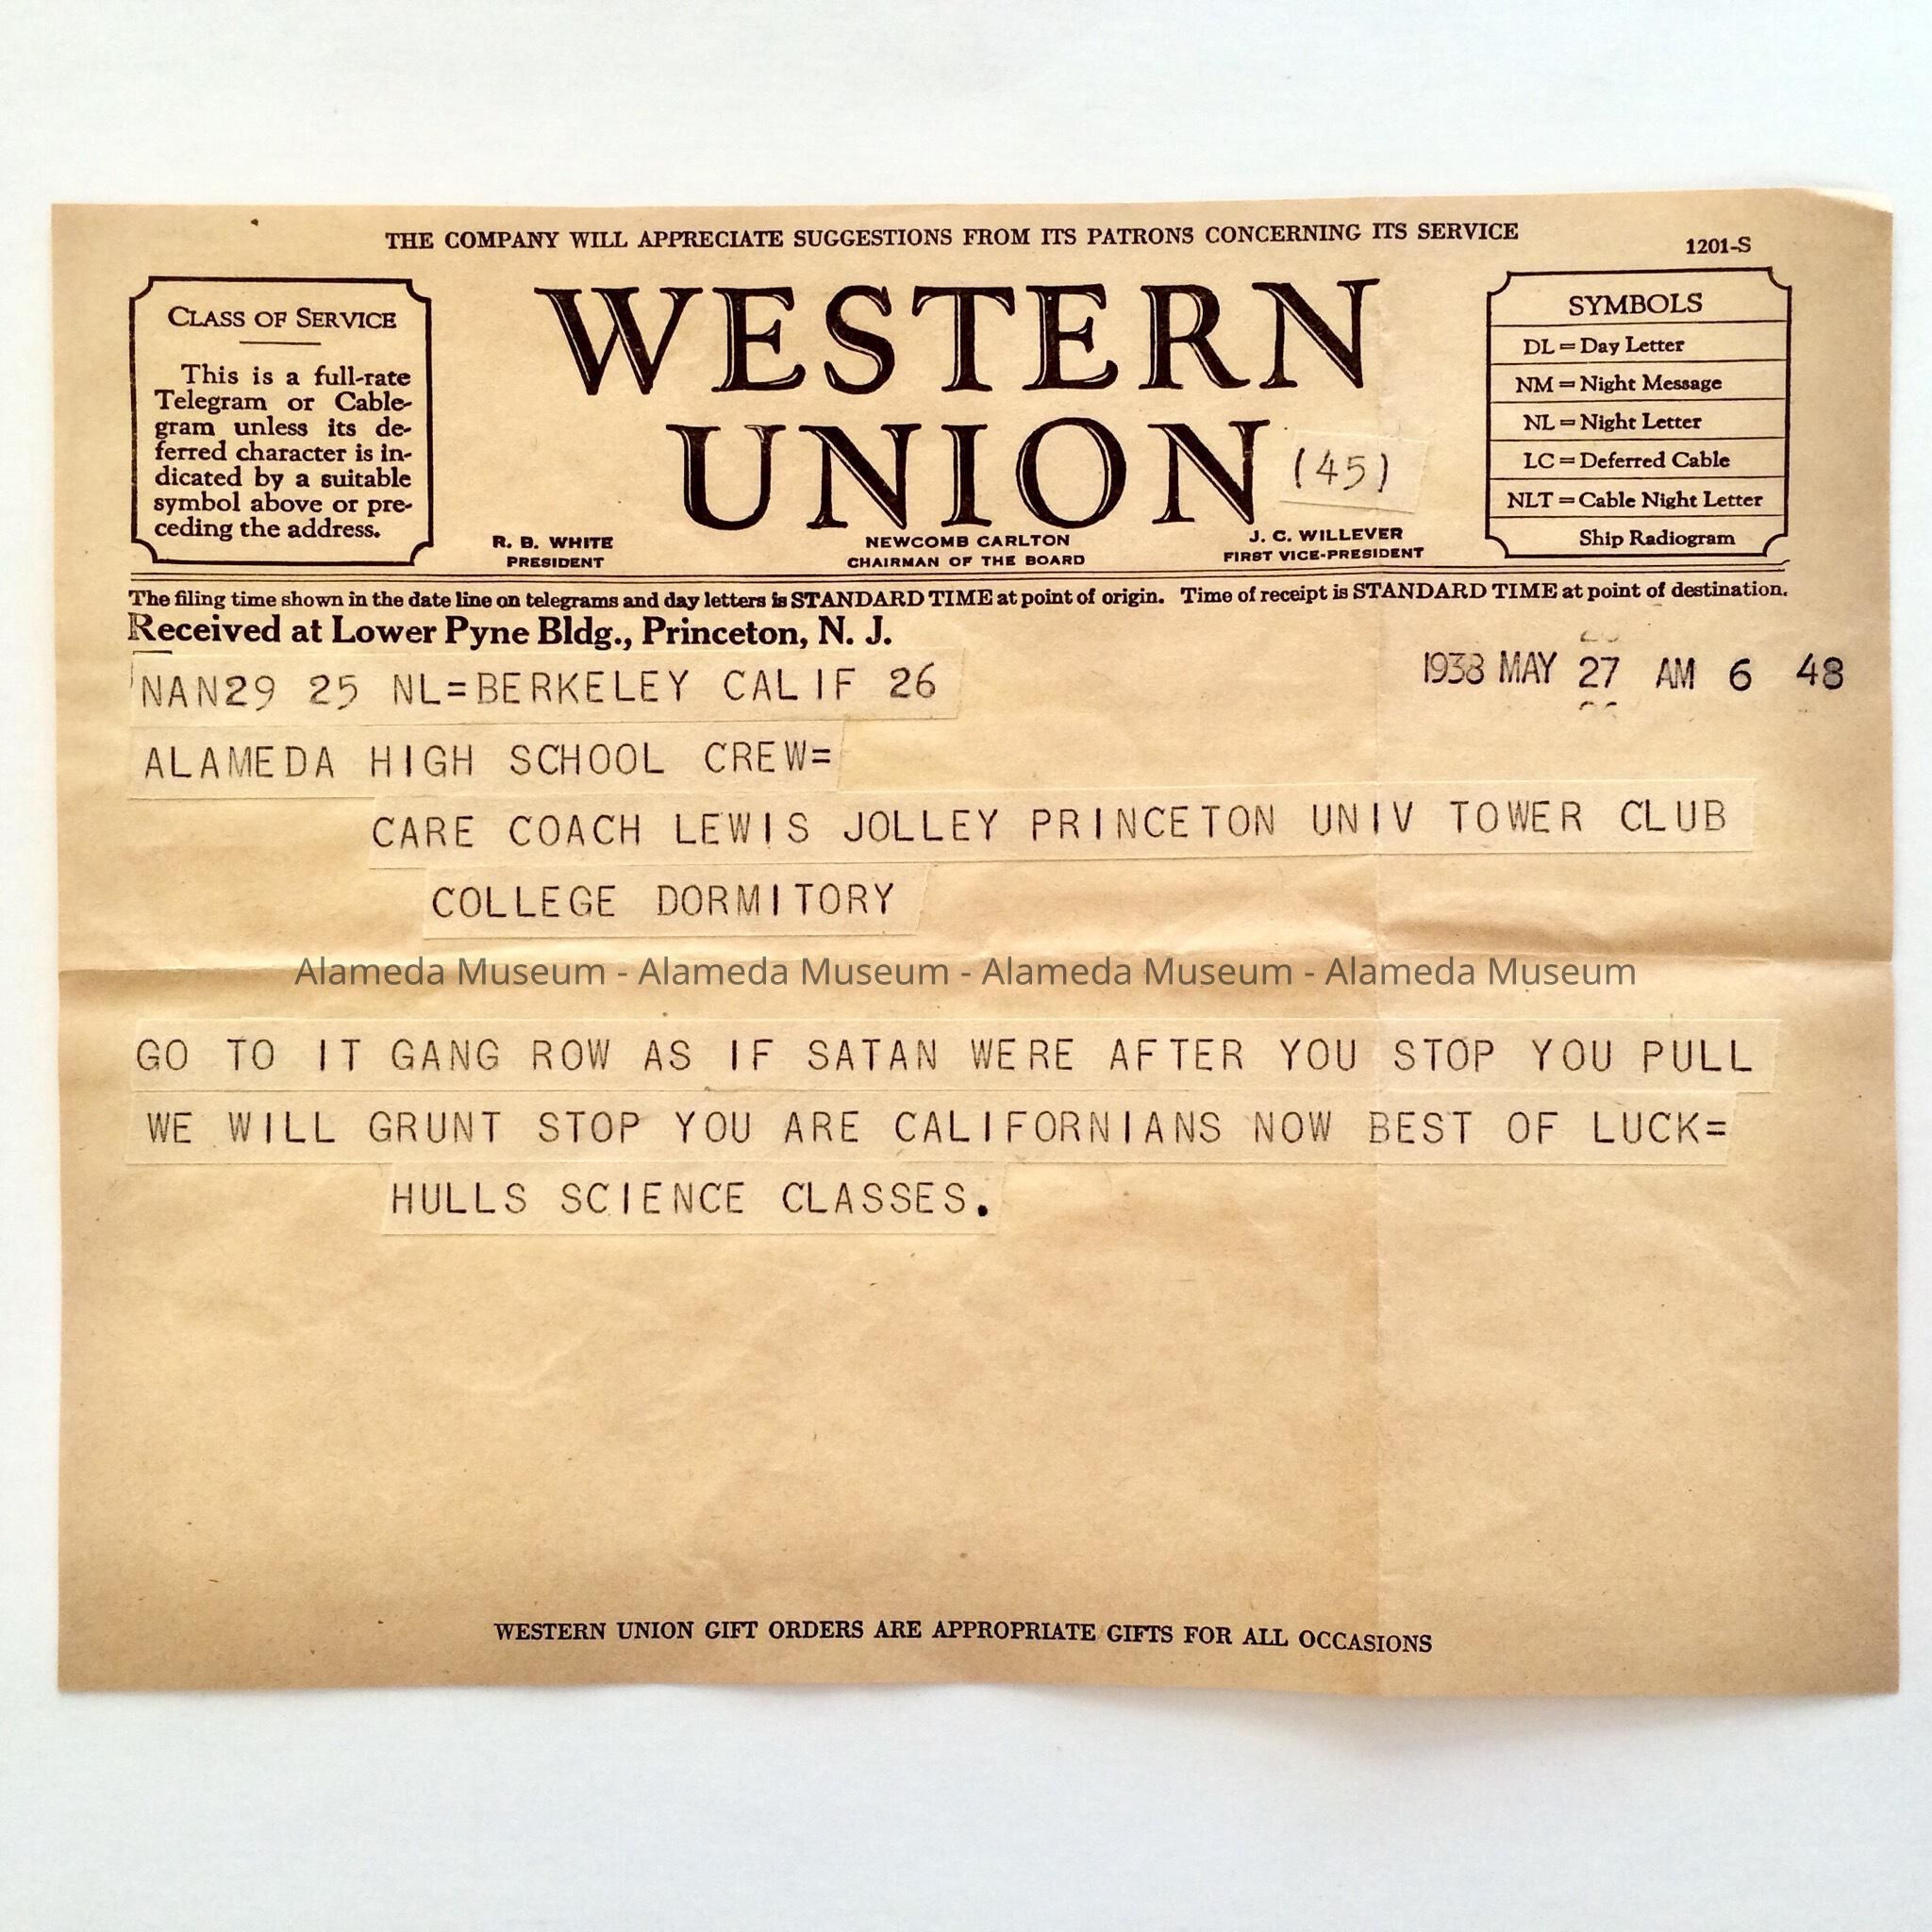 THE COMPANY WILL APPRECIATE SUGGESTIONS FROM ITS PATRONS CONCERNING ITS SERVICE
1201-S
CLASS OF SERVICE
This is a full-rate
Telegram or Cable-
gram unless its de-
ferred character is in-
dicated by a suitable
symbol above or pre-
ceding the address.
WESTERN
UNION
(45)
R. B. WHITE
PRESIDENT
NEWCOMB CARLTON
CHAIRMAN OF THE BOARD
J. C. WILLEVER
FIRST VICE-PRESIDENT
SYMBOLS
DL = Day Letter
NM = Night Message
NL = Night Letter
LC = Deferred Cable
NLT = Cable Night Letter
Ship Radiogram
The filing time shown in the date line on telegrams and day letters is STANDARD TIME at point of origin. Time of receipt is STANDARD TIME at point of destination.
Received at Lower Pyne Bldg., Princeton, N. J.
1938 MAY 27 AM 6 48
NAN29 25 NL=BERKELEY CALIF 26
ALAMEDA HIGH SCHOOL CREW=
CARE COACH LEWIS JOLLEY PRINCETON UNIV TOWER CLUB
COLLEGE DORMITORY
Alameda Museum - Alameda Museum - Alameda Museum - Alameda Museum
GO TO IT GANG ROW AS IF SATAN WERE AFTER YOU STOP YOU PULL
WE WILL GRUNT STOP YOU ARE CALIFORNIANS NOW BEST OF LUCK=
HULLS SCIENCE CLASSES.
WESTERN UNION GIFT ORDERS ARE APPROPRIATE GIFTS FOR ALL OCCASIONS